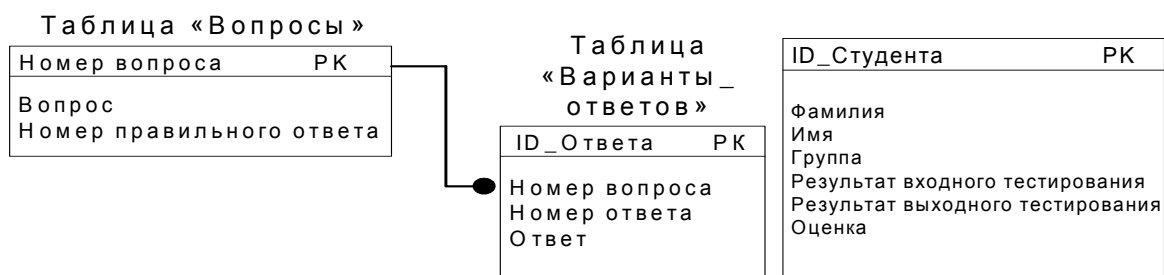 Таблица «Вопросы»
Номер вопроса PK
Вопрос
Номер правильного ответа
Таблица
«Варианты_
ответов»
ID_Ответа PK
Номер вопроса
Номер ответа
Ответ
ID_Студента PK
Фамилия
Имя
Группа
Результат входного тестирования
Результат выходного тестирования
Оценка